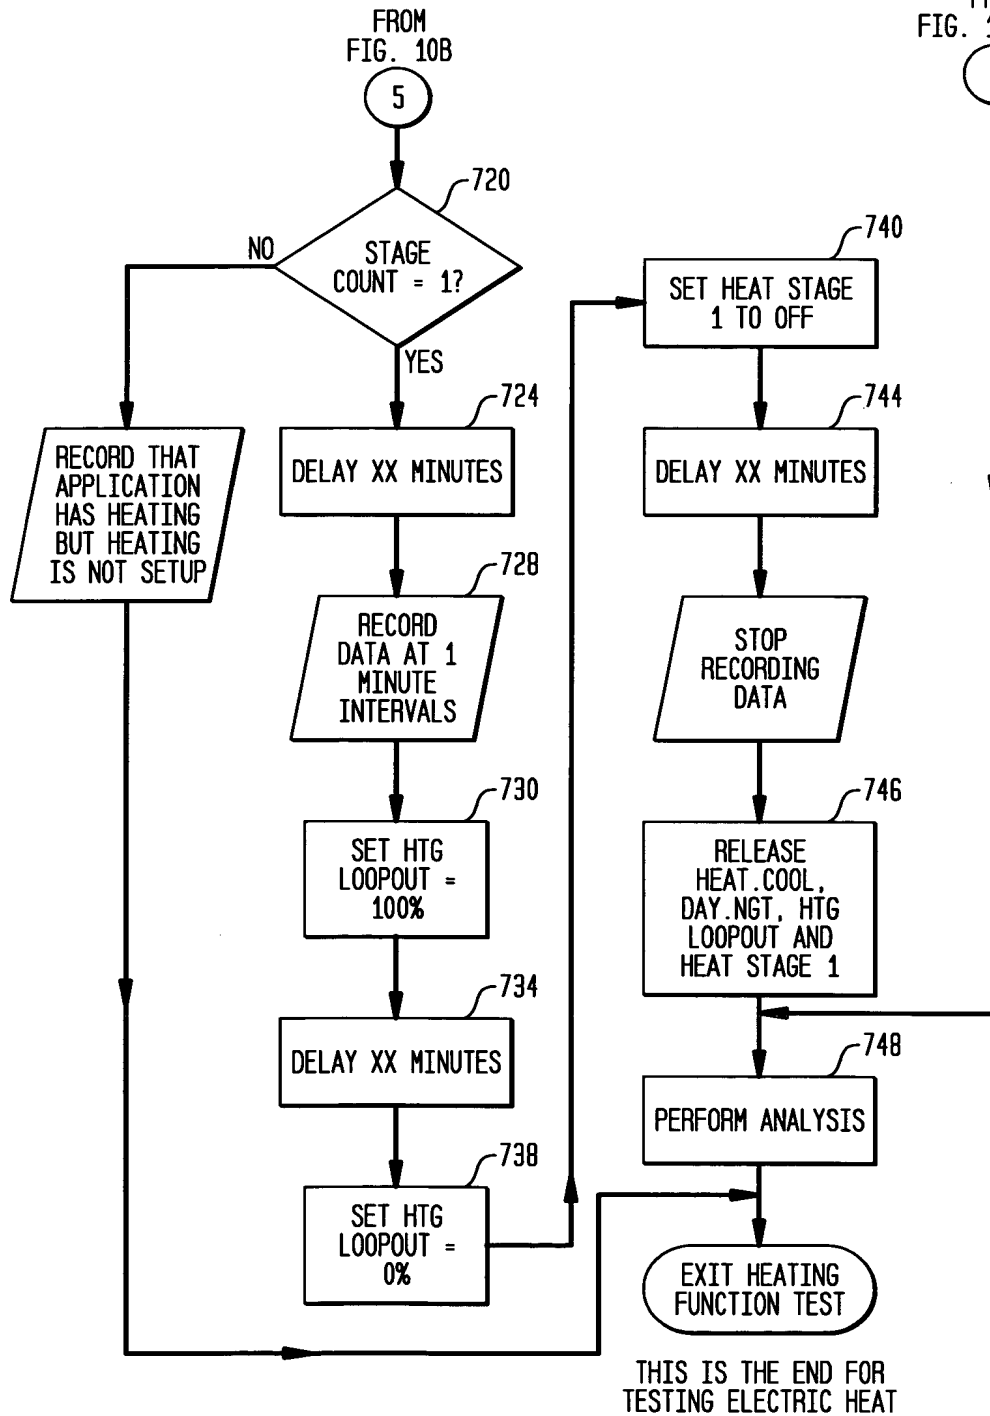 FROM
FIG. 10B
5
720
STAGE
COUNT = 1?
NO
YES
RECORD THAT
APPLICATION
HAS HEATING
BUT HEATING
IS NOT SETUP
724
DELAY XX MINUTES
728
RECORD
DATA AT 1
MINUTE
INTERVALS
730
SET HTG
LOOPOUT =
100%
734
DELAY XX MINUTES
738
SET HTG
LOOPOUT =
0%
740
SET HEAT STAGE
1 TO OFF
744
DELAY XX MINUTES
STOP
RECORDING
DATA
746
RELEASE
HEAT.COOL,
DAY.NGT, HTG
LOOPOUT AND
HEAT STAGE 1
748
PERFORM ANALYSIS
EXIT HEATING
FUNCTION TEST
THIS IS THE END FOR
TESTING ELECTRIC HEAT
FIG.